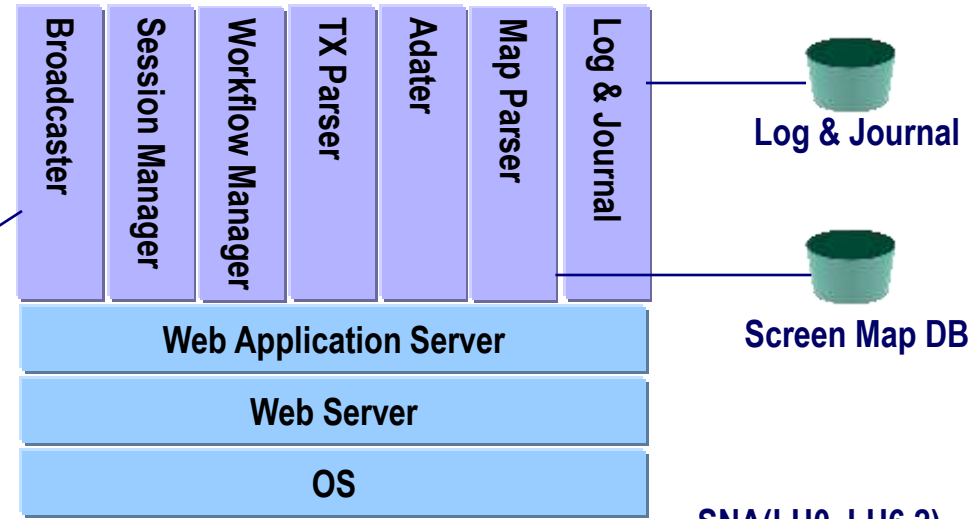 Broadcaster
Session Manager
Workflow Manager
TX Parser
Adater
Map Parser
Log & Journal
Log & Journal
Screen Map DB
Web Application Server
Web Server
OS